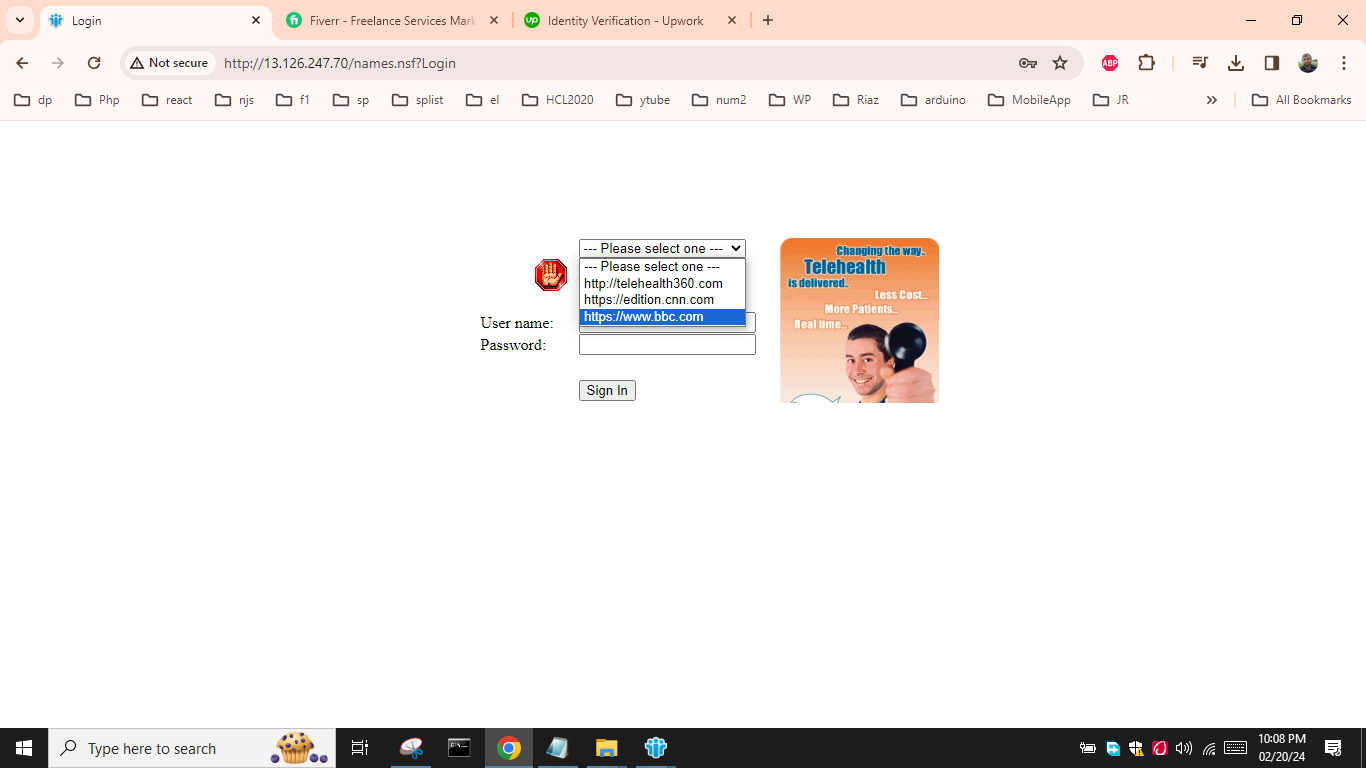 Login
Fiverr - Freelance Services Mark
Identity Verification - Upwork
Not secure
http://13.126.247.70/names.nsf?Login
ABP
dp
Php
react
njs
f1
sp
splist
el
HCL2020
ytube
num2
WP
Riaz
arduino
MobileApp
JR
All Bookmarks
--- Please select one ---
--- Please select one ---
http://telehealth360.com
https://edition.cnn.com
https://www.bbc.com
User name:
Password:
Sign In
Changing the way..
Telehealth
is delivered..
Less Cost...
More Patients...
Real time...
Type here to search
10:08 PM
02/20/24